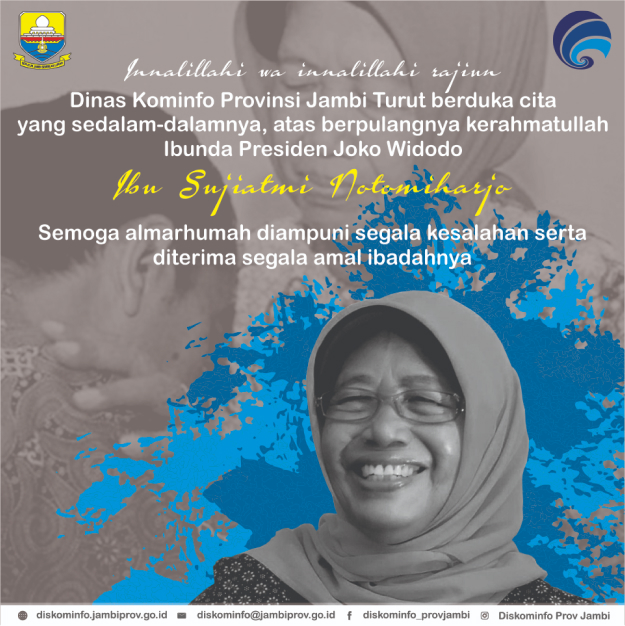 Innalillahi wa innalillahi rajiun
Dinas Kominfo Provinsi Jambi Turut berduka cita
yang sedalam-dalamnya, atas berpulangnya kerahmatullah
Ibunda Presiden Joko Widodo
Ibu Sujiatmi Notomiharjo
Semoga almarhumah diampuni segala kesalahan serta
diterima segala amal ibadahnya
diskominfo.jambiprov.go.id diskominfo@jambiprov.go.id diskominfo_provjambi Diskominfo Prov Jambi